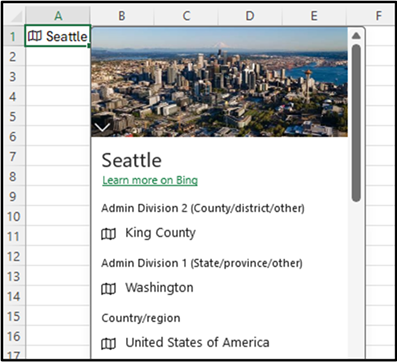 A B C D E F
1 Seattle
2
3
4
5
6
7 Seattle
8 Learn more on Bing
9
10 Admin Division 2 (County/district/other)
11 King County
12
13 Admin Division 1 (State/province/other)
14 Washington
15 Country/region
16 United States of America
17